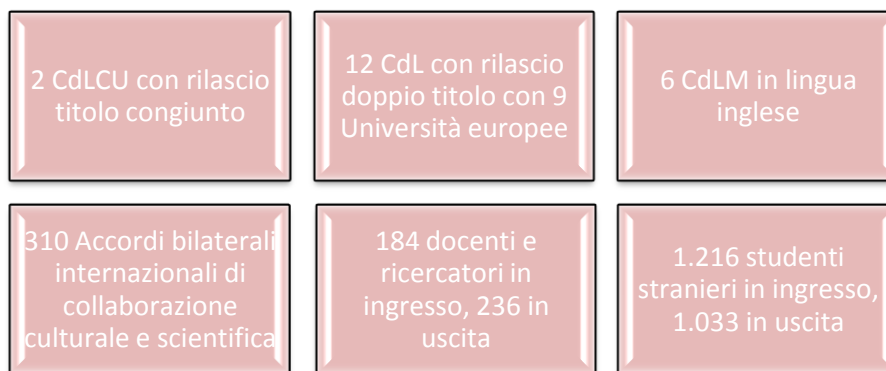 2 CdLCU con rilascio
titolo congiunto
12 CdL con rilascio
doppio titolo con 9
Università europee
6 CdLM in lingua
inglese
310 Accordi bilaterali
internazionali di
collaborazione
culturale e scientifica
184 docenti e
ricercatori in
ingresso, 236 in
uscita
1.216 studenti
stranieri in ingresso,
1.033 in uscita